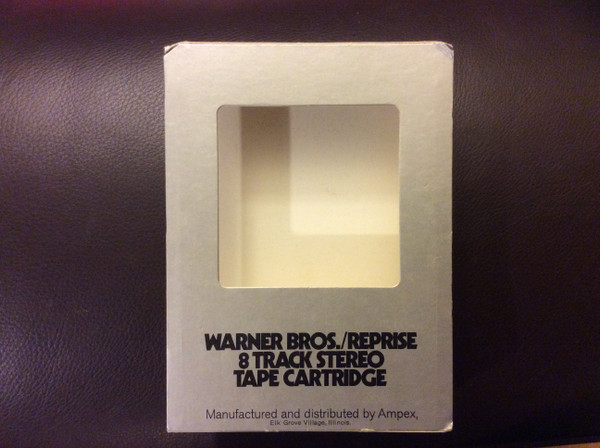 WARNER BROS./REPRISE
8 TRACK STEREO
TAPE CARTRIDGE
Manufactured and distributed by Ampex,
Elk Grove Village, Illinois